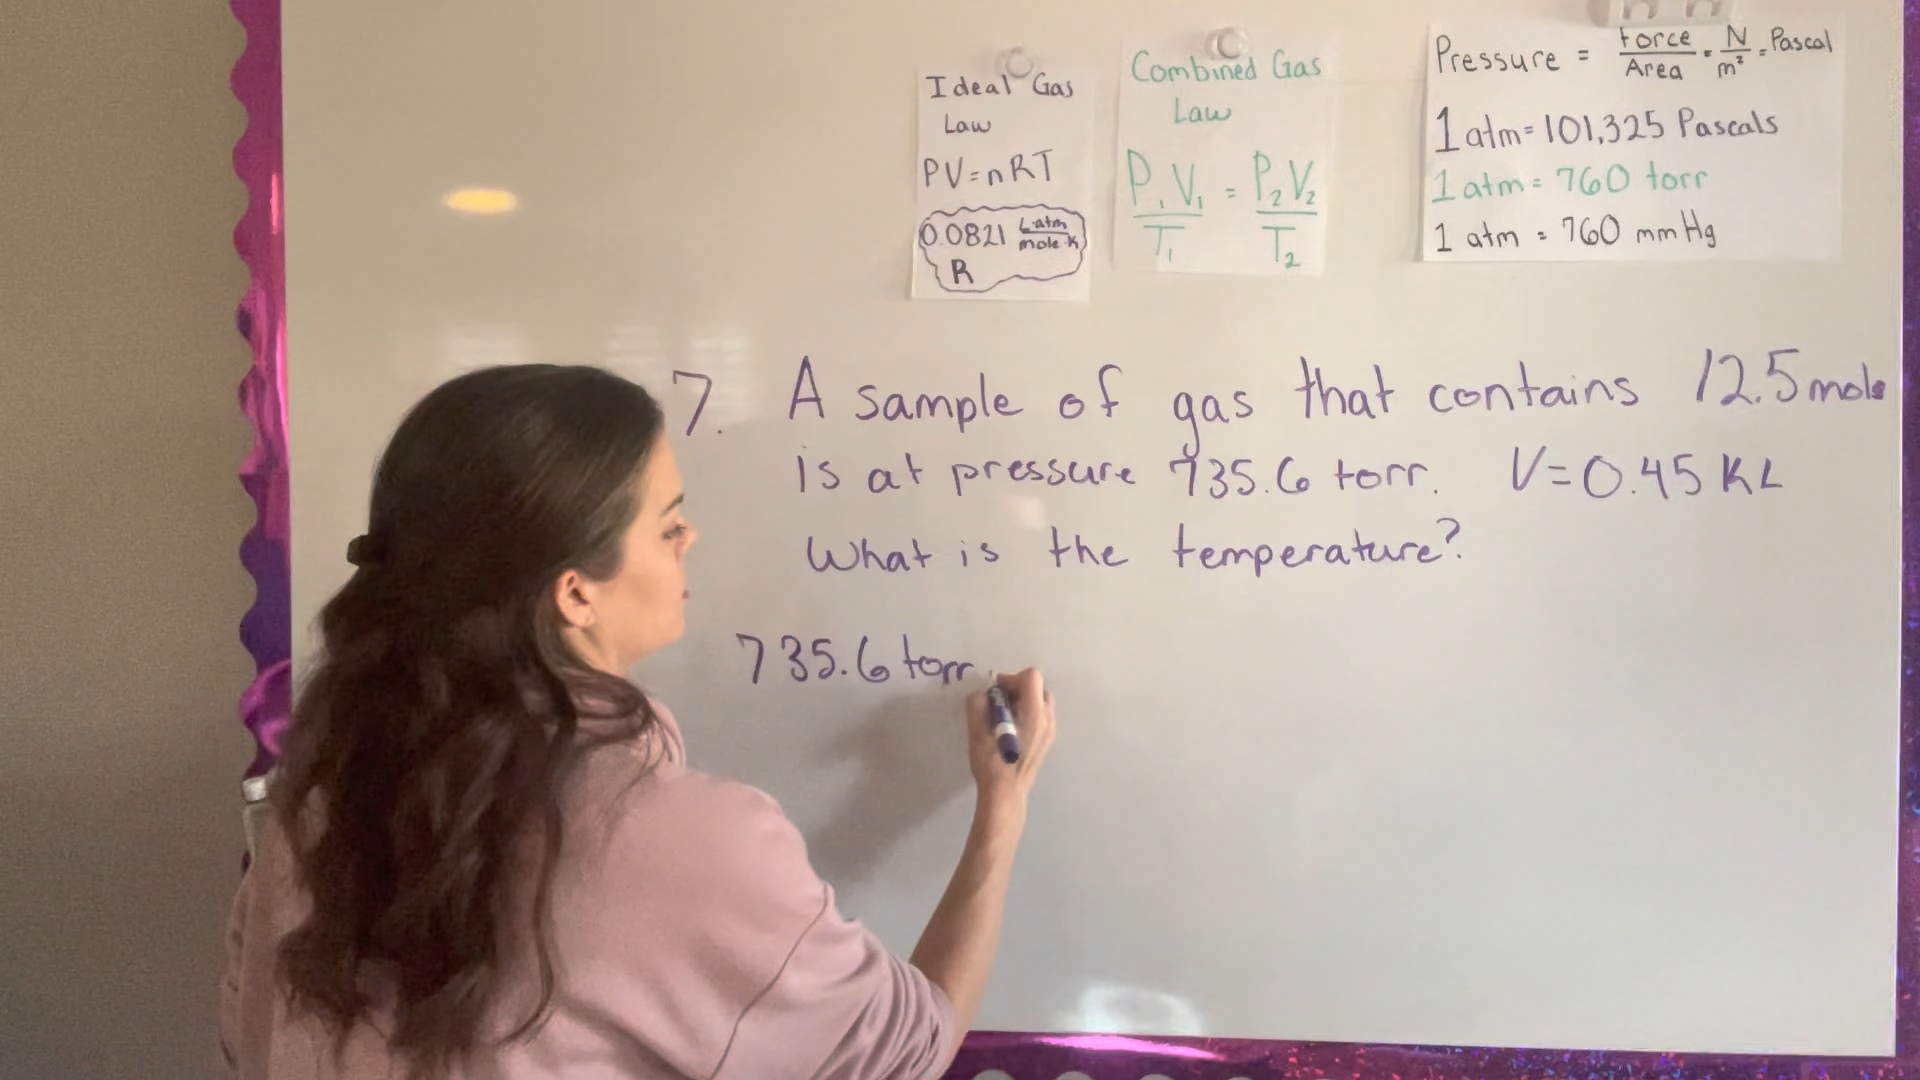 Ideal Gas
Law
PV=nRT
0.0821 L·atm/mole·K
R
Combined Gas
Law
P₁V₁/T₁ = P₂V₂/T₂
Pressure = Force/Area = N/m² = Pascal
1 atm = 101,325 Pascals
1 atm = 760 torr
1 atm = 760 mmHg
7. A sample of gas that contains 12.5 mole
is at pressure 735.6 torr. V=0.45 KL
What is the temperature?
735.6 torr